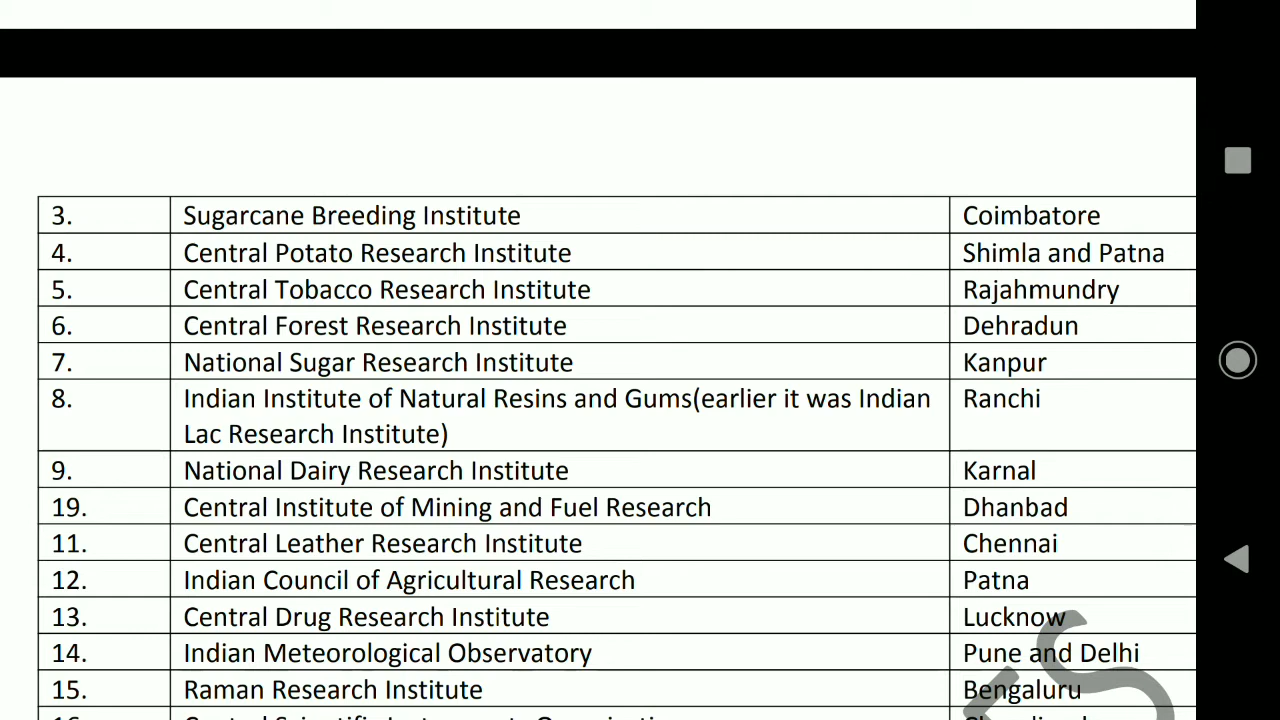 3. Sugarcane Breeding Institute Coimbatore
4. Central Potato Research Institute Shimla and Patna
5. Central Tobacco Research Institute Rajahmundry
6. Central Forest Research Institute Dehradun
7. National Sugar Research Institute Kanpur
8. Indian Institute of Natural Resins and Gums(earlier it was Indian Ranchi
Lac Research Institute)
9. National Dairy Research Institute Karnal
19. Central Institute of Mining and Fuel Research Dhanbad
11. Central Leather Research Institute Chennai
12. Indian Council of Agricultural Research Patna
13. Central Drug Research Institute Lucknow
14. Indian Meteorological Observatory Pune and Delhi
15. Raman Research Institute Bengaluru